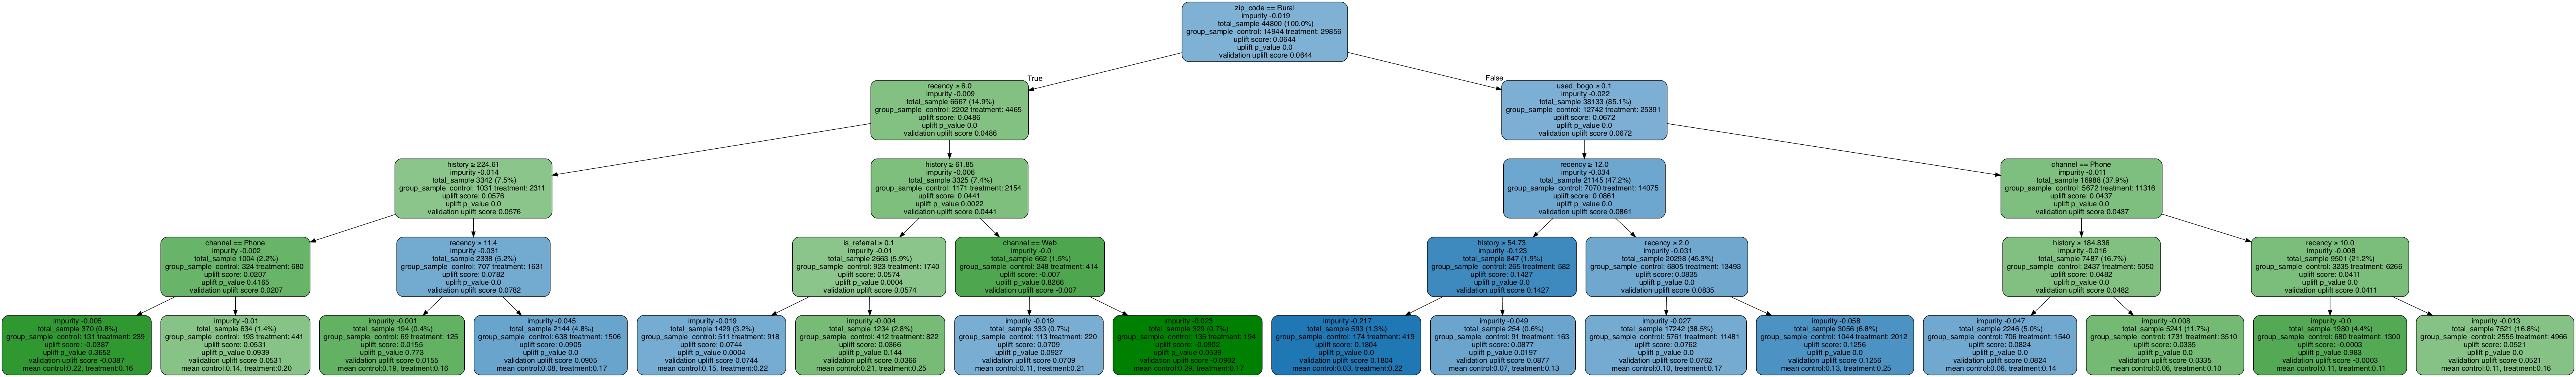 zip_code == Rural
impurity -0.019
total_sample 44800 (100.0%)
group_sample control: 14944 treatment: 29856
uplift score: 0.0644
uplift p_value 0.0
validation uplift score 0.0644
True
False
recency ≥ 6.0
impurity -0.009
total_sample 6667 (14.9%)
group_sample control: 2202 treatment: 4465
uplift score: 0.0486
uplift p_value 0.0
validation uplift score 0.0486
used_bogo ≥ 0.1
impurity -0.022
total_sample 38133 (85.1%)
group_sample control: 12742 treatment: 25391
uplift score: 0.0672
uplift p_value 0.0
validation uplift score 0.0672
history ≥ 224.61
impurity -0.014
total_sample 3342 (7.5%)
group_sample control: 1031 treatment: 2311
uplift score: 0.0576
uplift p_value 0.0
validation uplift score 0.0576
history ≥ 61.85
impurity -0.006
total_sample 3325 (7.4%)
group_sample control: 1171 treatment: 2154
uplift score: 0.0441
uplift p_value 0.0022
validation uplift score 0.0441
recency ≥ 12.0
impurity -0.034
total_sample 21145 (47.2%)
group_sample control: 7070 treatment: 14075
uplift score: 0.0861
uplift p_value 0.0
validation uplift score 0.0861
channel == Phone
impurity -0.011
total_sample 16988 (37.9%)
group_sample control: 5672 treatment: 11316
uplift score: 0.0437
uplift p_value 0.0
validation uplift score 0.0437
channel == Phone
impurity -0.002
total_sample 1004 (2.2%)
group_sample control: 324 treatment: 680
uplift score: 0.0207
uplift p_value 0.4165
validation uplift score 0.0207
recency ≥ 11.4
impurity -0.031
total_sample 2338 (5.2%)
group_sample control: 707 treatment: 1631
uplift score: 0.0782
uplift p_value 0.0
validation uplift score 0.0782
is_referral ≥ 0.1
impurity -0.01
total_sample 2663 (5.9%)
group_sample control: 923 treatment: 1740
uplift score: 0.0574
uplift p_value 0.0004
validation uplift score 0.0574
channel == Web
impurity -0.0
total_sample 662 (1.5%)
group_sample control: 248 treatment: 414
uplift score: -0.007
uplift p_value 0.8266
validation uplift score -0.007
history ≥ 54.73
impurity -0.123
total_sample 847 (1.9%)
group_sample control: 265 treatment: 582
uplift score: 0.1427
uplift p_value 0.0
validation uplift score 0.1427
recency ≥ 2.0
impurity -0.031
total_sample 20298 (45.3%)
group_sample control: 6805 treatment: 13493
uplift score: 0.0835
uplift p_value 0.0
validation uplift score 0.0835
history ≥ 184.836
impurity -0.016
total_sample 7487 (16.7%)
group_sample control: 2437 treatment: 5050
uplift score: 0.0482
uplift p_value 0.0
validation uplift score 0.0482
recency ≥ 10.0
impurity -0.008
total_sample 9501 (21.2%)
group_sample control: 3235 treatment: 6266
uplift score: 0.0411
uplift p_value 0.0
validation uplift score 0.0411
impurity -0.005
total_sample 370 (0.8%)
group_sample control: 131 treatment: 239
uplift score: -0.0387
uplift p_value 0.3652
validation uplift score -0.0387
mean control:0.22, treatment:0.16
impurity -0.01
total_sample 634 (1.4%)
group_sample control: 193 treatment: 441
uplift score: 0.0531
uplift p_value 0.0939
validation uplift score 0.0531
mean control:0.14, treatment:0.20
impurity -0.001
total_sample 194 (0.4%)
group_sample control: 69 treatment: 125
uplift score: 0.0155
uplift p_value 0.773
validation uplift score 0.0155
mean control:0.19, treatment:0.16
impurity -0.045
total_sample 2144 (4.8%)
group_sample control: 638 treatment: 1506
uplift score: 0.0905
uplift p_value 0.0
validation uplift score 0.0905
mean control:0.08, treatment:0.17
impurity -0.019
total_sample 1429 (3.2%)
group_sample control: 511 treatment: 918
uplift score: 0.0744
uplift p_value 0.0004
validation uplift score 0.0744
mean control:0.15, treatment:0.22
impurity -0.004
total_sample 1234 (2.8%)
group_sample control: 412 treatment: 822
uplift score: 0.0366
uplift p_value 0.144
validation uplift score 0.0366
mean control:0.21, treatment:0.25
impurity -0.019
total_sample 333 (0.7%)
group_sample control: 113 treatment: 220
uplift score: 0.0709
uplift p_value 0.0927
validation uplift score 0.0709
mean control:0.11, treatment:0.21
impurity -0.023
total_sample 329 (0.7%)
group_sample control: 135 treatment: 194
uplift score: -0.0902
uplift p_value 0.0539
validation uplift score -0.0902
mean control:0.29, treatment:0.17
impurity -0.217
total_sample 593 (1.3%)
group_sample control: 174 treatment: 419
uplift score: 0.1804
uplift p_value 0.0
validation uplift score 0.1804
mean control:0.03, treatment:0.22
impurity -0.049
total_sample 254 (0.6%)
group_sample control: 91 treatment: 163
uplift score: 0.0877
uplift p_value 0.0197
validation uplift score 0.0877
mean control:0.07, treatment:0.13
impurity -0.027
total_sample 17242 (38.5%)
group_sample control: 5761 treatment: 11481
uplift score: 0.0762
uplift p_value 0.0
validation uplift score 0.0762
mean control:0.10, treatment:0.17
impurity -0.058
total_sample 3056 (6.8%)
group_sample control: 1044 treatment: 2012
uplift score: 0.1256
uplift p_value 0.0
validation uplift score 0.1256
mean control:0.13, treatment:0.25
impurity -0.047
total_sample 2246 (5.0%)
group_sample control: 706 treatment: 1540
uplift score: 0.0824
uplift p_value 0.0
validation uplift score 0.0824
mean control:0.06, treatment:0.14
impurity -0.008
total_sample 5241 (11.7%)
group_sample control: 1731 treatment: 3510
uplift score: 0.0335
uplift p_value 0.0
validation uplift score 0.0335
mean control:0.06, treatment:0.10
impurity -0.0
total_sample 1980 (4.4%)
group_sample control: 680 treatment: 1300
uplift score: -0.0003
uplift p_value 0.983
validation uplift score -0.0003
mean control:0.11, treatment:0.11
impurity -0.013
total_sample 7521 (16.8%)
group_sample control: 2555 treatment: 4966
uplift score: 0.0521
uplift p_value 0.0
validation uplift score 0.0521
mean control:0.11, treatment:0.16